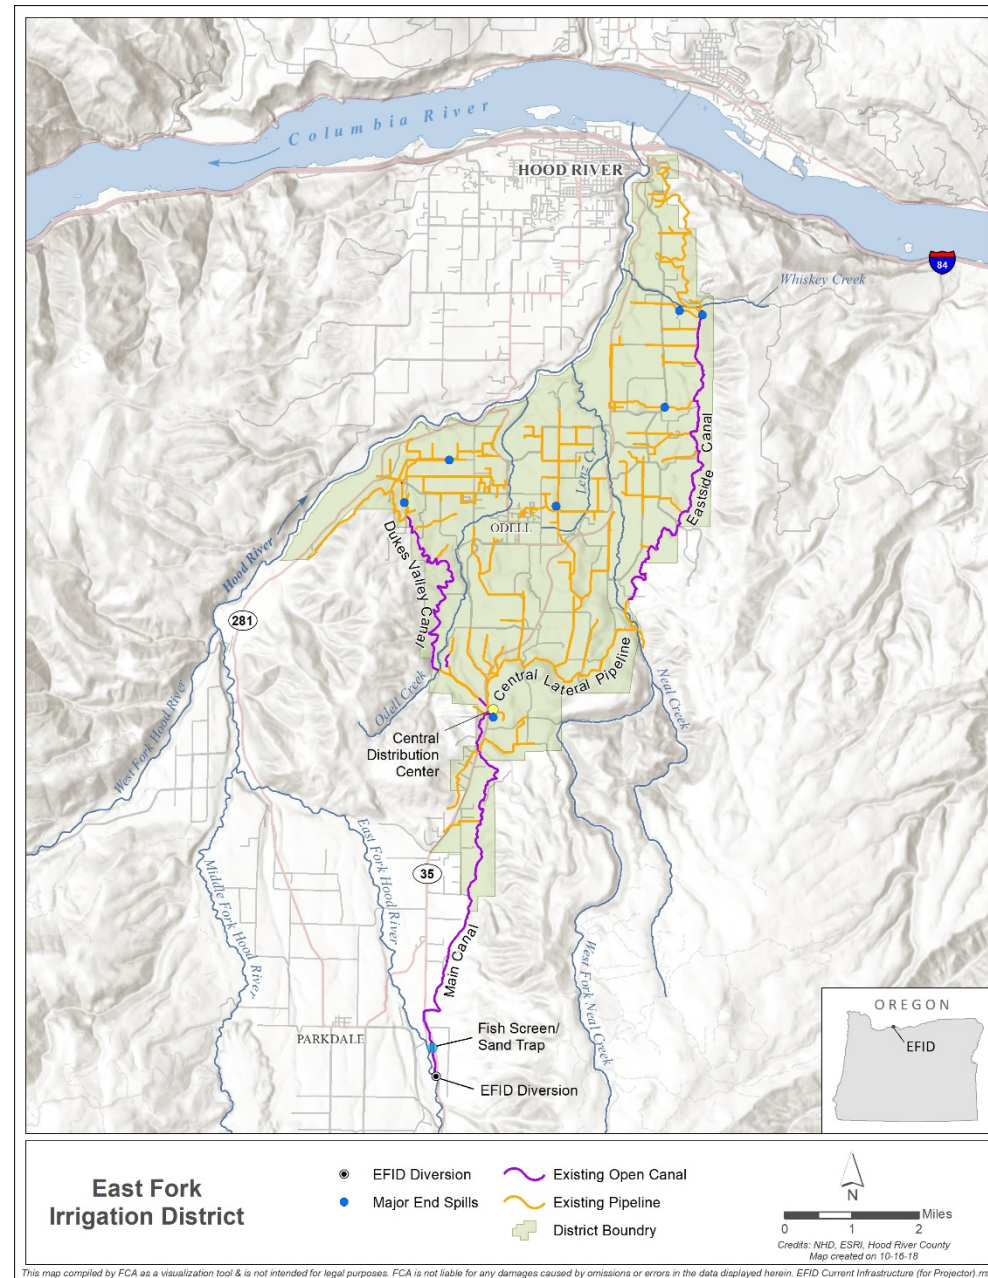 Columbia River
HOOD RIVER
84
Whiskey Creek
Eastside Canal
Lenz Cr
ODELL
Dukes Valley Canal
Hood River
281
Central Lateral Pipeline
Neal Creek
Odell Creek
West Fork Hood River
Central
Distribution
Center
East Fork Hood River
35
Middle Fork Hood River
Main Canal
West Fork Neal Creek
Fish Screen/
Sand Trap
PARKDALE
EFID Diversion
OREGON
EFID
East Fork
Irrigation District
EFID Diversion
Major End Spills
Existing Open Canal
Existing Pipeline
District Boundry
N
Miles
0 1 2
Credits: NHD, ESRI, Hood River County
Map created on 10-16-18
This map compiled by FCA as a visualization tool & is not intended for legal purposes. FCA is not liable for any damages caused by omissions or errors in the data displayed herein. EFID Current Infrastructure (for Projector)